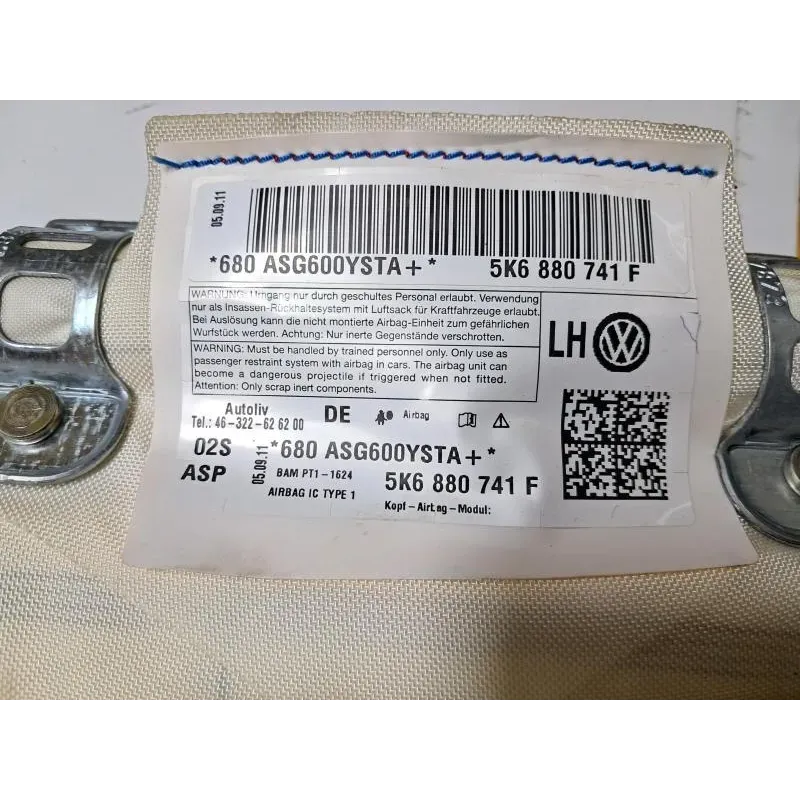 05.09.11
*680 ASG600YSTA+* 5K6 880 741 F
WARNUNG: Umgang nur durch geschultes Personal erlaubt. Verwendung
nur als Insassen-Rückhaltesystem mit Luftsack für Kraftfahrzeuge erlaubt.
Bei Auslösung kann die nicht montierte Airbag-Einheit zum gefährlichen
Wurfstück werden. Achtung: Nur inerte Gegenstände verschrotten.
WARNING: Must be handled by trained personnel only. Only use as
passenger restraint system with airbag in cars. The airbag unit can
become a dangerous projectile if triggered when not fitted.
Attention: Only scrap inert components.
LH
Autoliv
Tel.: 46-322-62 62 00
DE
Airbag
02S
ASP
05.09.11
*680 ASG600YSTA+*
BAM PT1-1624
5K6 880 741 F
AIRBAG IC TYPE 1
Kopf-Airbag-Modul: